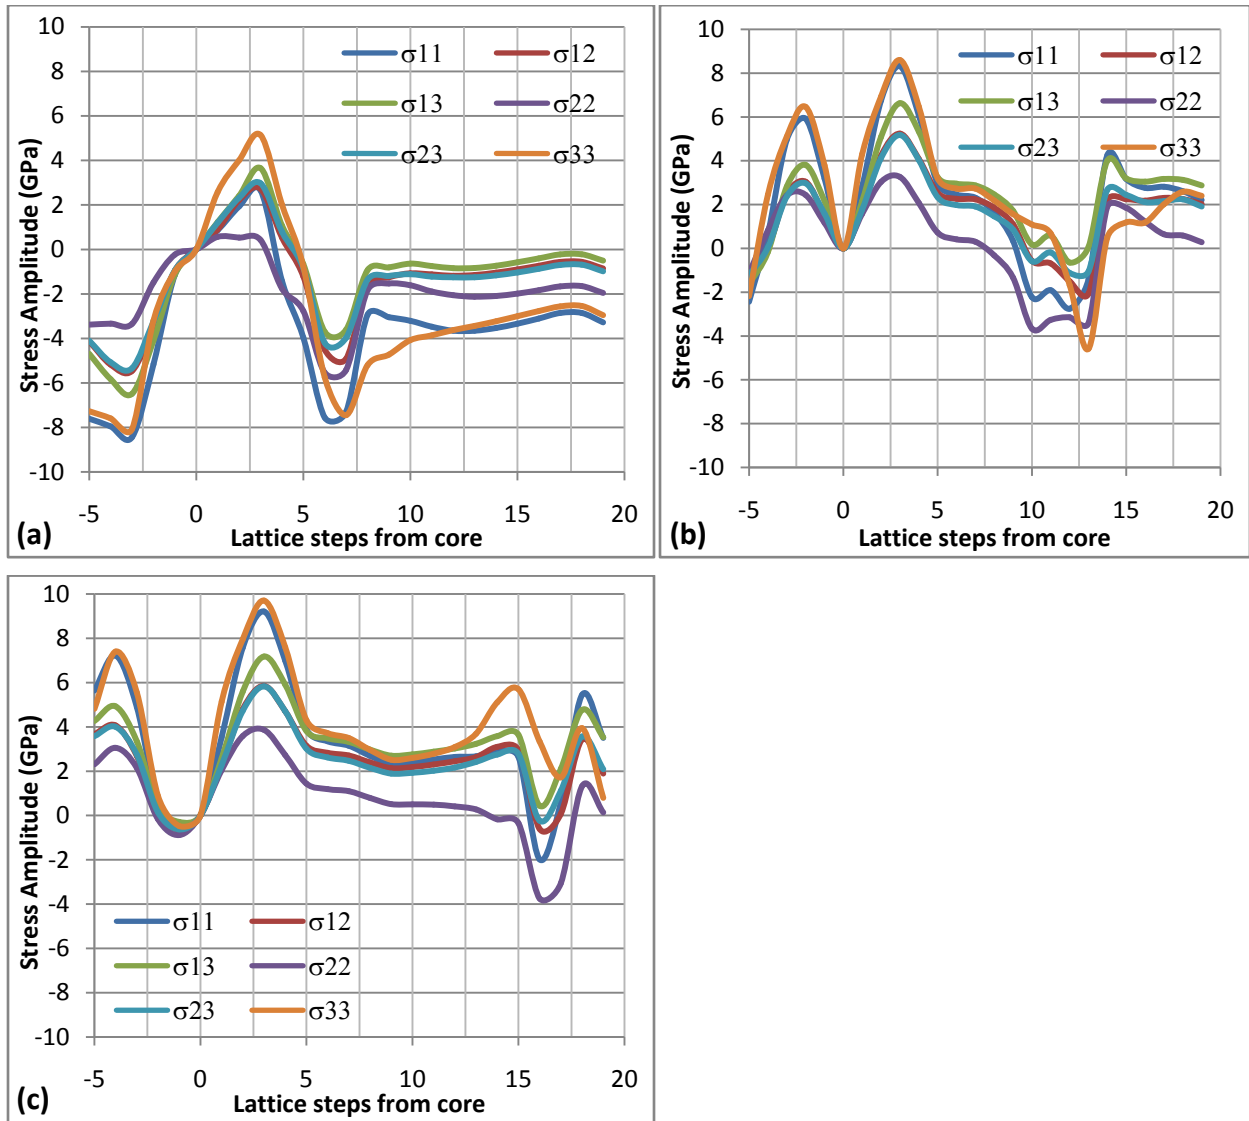 10
8
6
4
2
0
-2
-4
-6
-8
-10
Stress Amplitude (GPa)
σ11 σ12
σ13 σ22
σ23 σ33
-5 0 5 10 15 20
Lattice steps from core
(a)
10
8
6
4
2
0
-2
-4
-6
-8
-10
Stress Amplitude (GPa)
σ11 σ12
σ13 σ22
σ23 σ33
-5 0 5 10 15 20
Lattice steps from core
(b)
10
8
6
4
2
0
-2
-4
-6
-8
-10
Stress Amplitude (GPa)
σ11 σ12
σ13 σ22
σ23 σ33
-5 0 5 10 15 20
Lattice steps from core
(c)